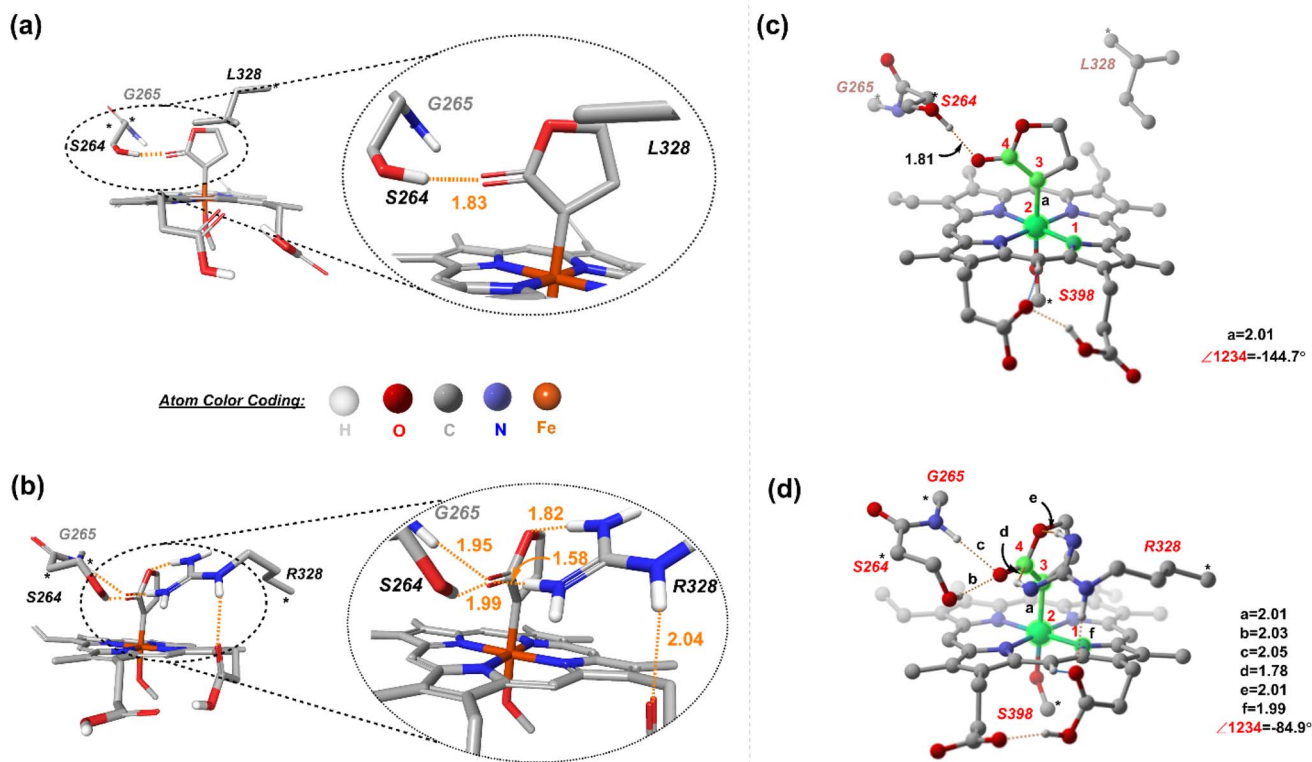 (a)
G265
L328
S264
G265
L328
S264
1.83
Atom Color Coding:
H O C N Fe
(b)
G265
S264
R328
G265
1.82
1.95
1.58
S264
1.99
R328
2.04
(c)
L328
G265
S264
4
3
1.81
a
2
1
S398
a=2.01
∠1234=-144.7°
(d)
G265
e
d
c
4
R328
S264
3
b
a
2
1
f
S398
a=2.01
b=2.03
c=2.05
d=1.78
e=2.01
f=1.99
∠1234=-84.9°
*
*
*
*
*
*
*
*
*
*
*
*
*